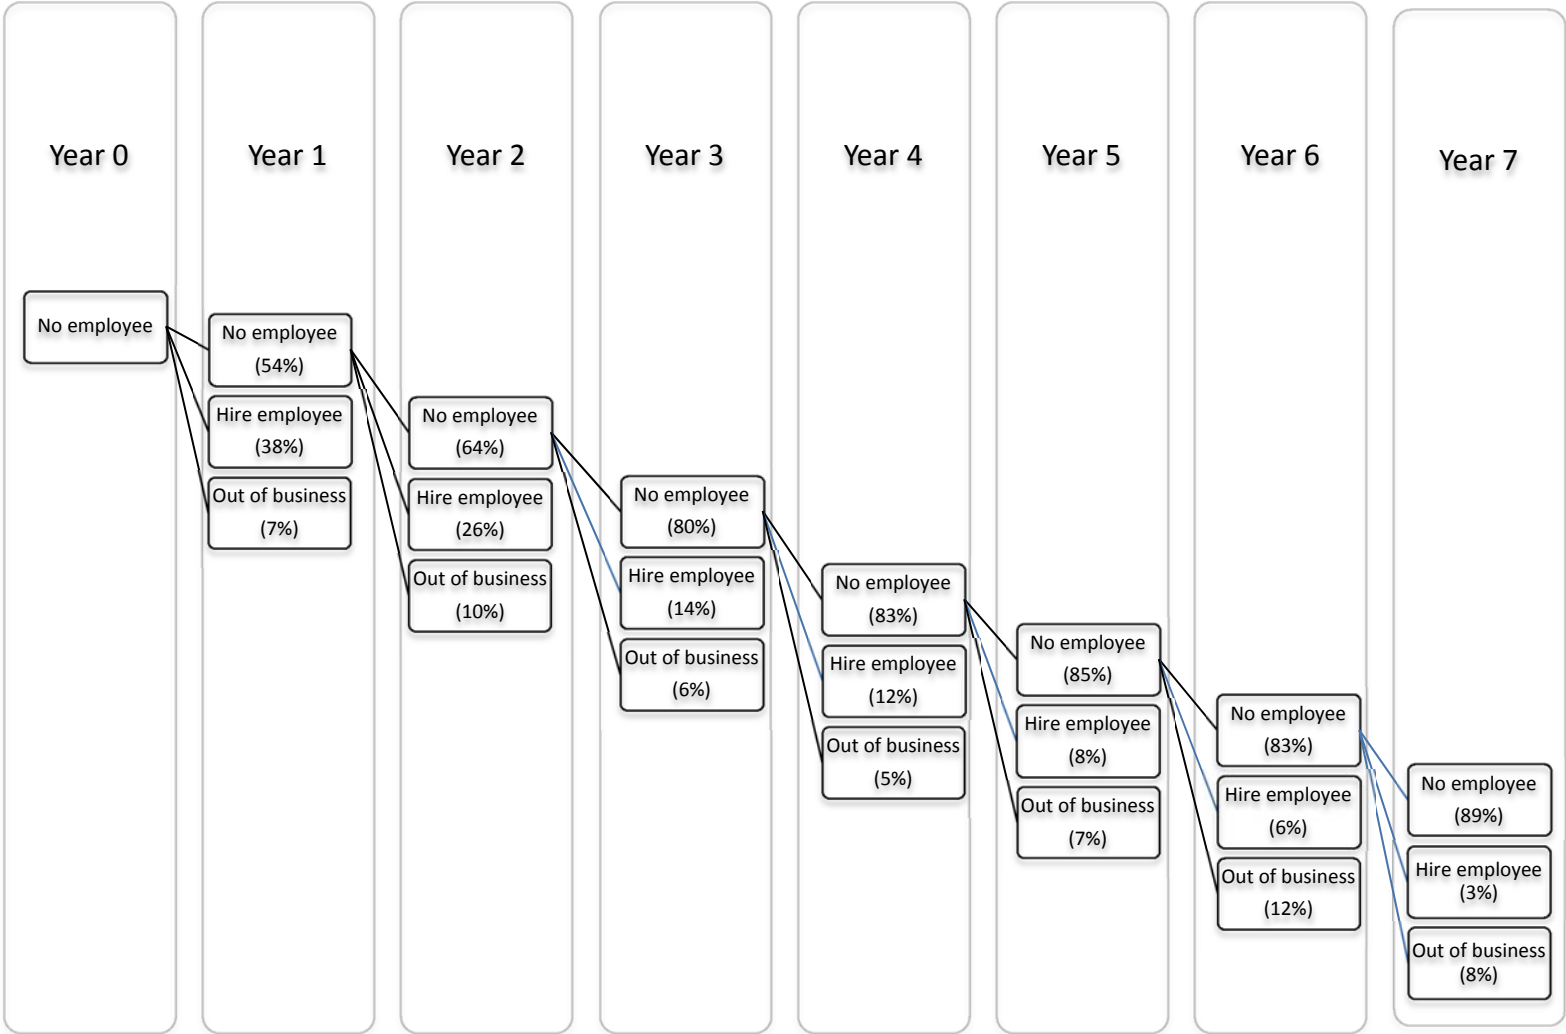 Year 0
Year 1
Year 2
Year 3
Year 4
Year 5
Year 6
Year 7
No employee
No employee
(54%)
Hire employee
(38%)
Out of business
(7%)
No employee
(64%)
Hire employee
(26%)
Out of business
(10%)
No employee
(80%)
Hire employee
(14%)
Out of business
(6%)
No employee
(83%)
Hire employee
(12%)
Out of business
(5%)
No employee
(85%)
Hire employee
(8%)
Out of business
(7%)
No employee
(83%)
Hire employee
(6%)
Out of business
(12%)
No employee
(89%)
Hire employee
(3%)
Out of business
(8%)